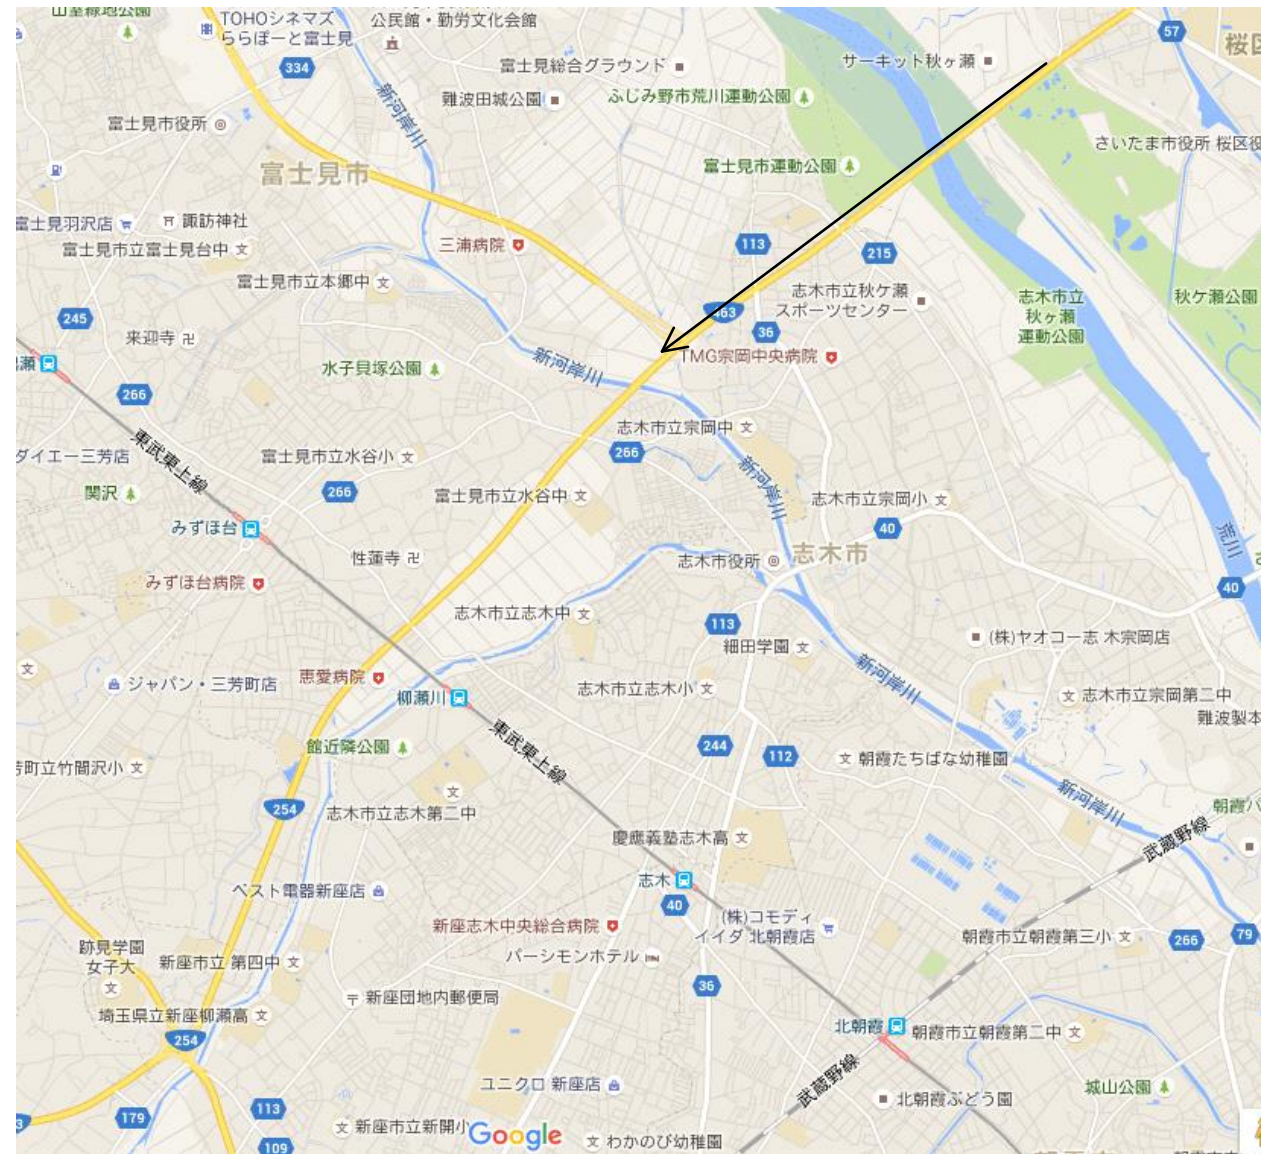 TOHOシネマズ
ららぽーと富士見
公民館・勤労文化会館
57
桜区
334
富士見総合グラウンド
サーキット秋ヶ瀬
難波田城公園
ふじみ野市荒川運動公園
新河岸川
富士見市役所
さいたま市役所 桜区役
富士見市
富士見市運動公園
富士見羽沢店
諏訪神社
三浦病院
113
215
富士見市立富士見台中
富士見市立本郷中
志木市立秋ケ瀬
スポーツセンター
志木市立
秋ヶ瀬
運動公園
秋ケ瀬公園
245
463
36
来迎寺
新河岸川
TMG宗岡中央病院
水子貝塚公園
266
志木市立宗岡中
東武東上線
266
ダイエー三芳店
富士見市立水谷小
新河岸川
関沢
266
富士見市立水谷中
志木市立宗岡小
みずほ台
40
荒川
性蓮寺
志木市役所
志木市
みずほ台病院
40
志木市立志木中
113
細田学園
(株)ヤオコー志 木宗岡店
新河岸川
ジャパン・三芳町店
恵愛病院
柳瀬川
志木市立志木小
志木市立宗岡第二中
難波製本
東武東上線
館近隣公園
244
112
朝霞たちばな幼稚園
芳町立竹間沢小
新河岸川
254
志木市立志木第二中
朝霞パ
武蔵野線
慶應義塾志木高
志木
ベスト電器新座店
40
新座志木中央総合病院
(株)コモディ
イイダ 北朝霞店
朝霞市立朝霞第三小
266
79
跡見学園
女子大
新座市立 第四中
パーシモンホテル
36
新座団地内郵便局
埼玉県立新座柳瀬高
北朝霞
朝霞市立朝霞第二中
254
武蔵野線
ユニクロ 新座店
城山公園
北朝霞ぶどう園
179
113
109
新座市立新開小
Google
わかのび幼稚園